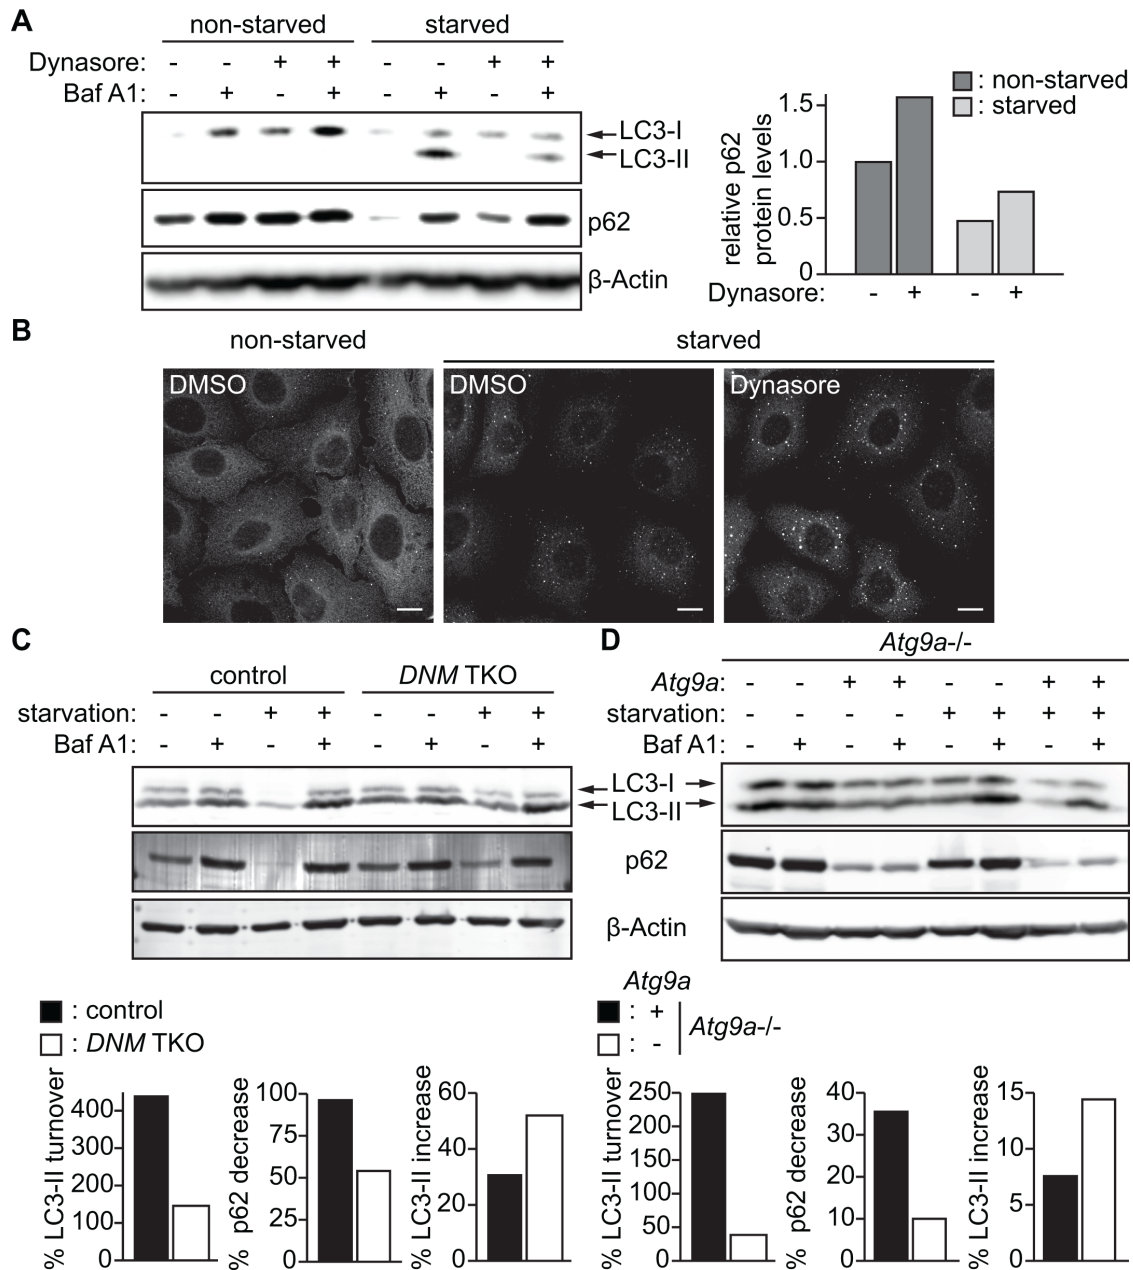 A
non-starved starved
Dynasore: - - + + - - + +
Baf A1: - + - + - + - +
LC3-I
LC3-II
p62
β-Actin
: non-starved
: starved
relative p62
protein levels
1.5
1.0
0.5
0
Dynasore: - + - +
B
non-starved starved
DMSO DMSO Dynasore
C
control DNM TKO
starvation: - - + + - - + +
Baf A1: - + - + - + - +
D
Atg9a-/-
Atg9a: - - + + - - + +
starvation: - - - - + + + +
Baf A1: - + - + - + - +
LC3-I
LC3-II
p62
β-Actin
: control
: DNM TKO
% LC3-II turnover
400
300
200
100
0
% p62 decrease
100
75
50
25
0
% LC3-II increase
60
40
20
0
Atg9a
: +
: -
Atg9a-/-
% LC3-II turnover
250
200
150
100
50
0
% p62 decrease
40
30
20
10
0
% LC3-II increase
15
10
5
0